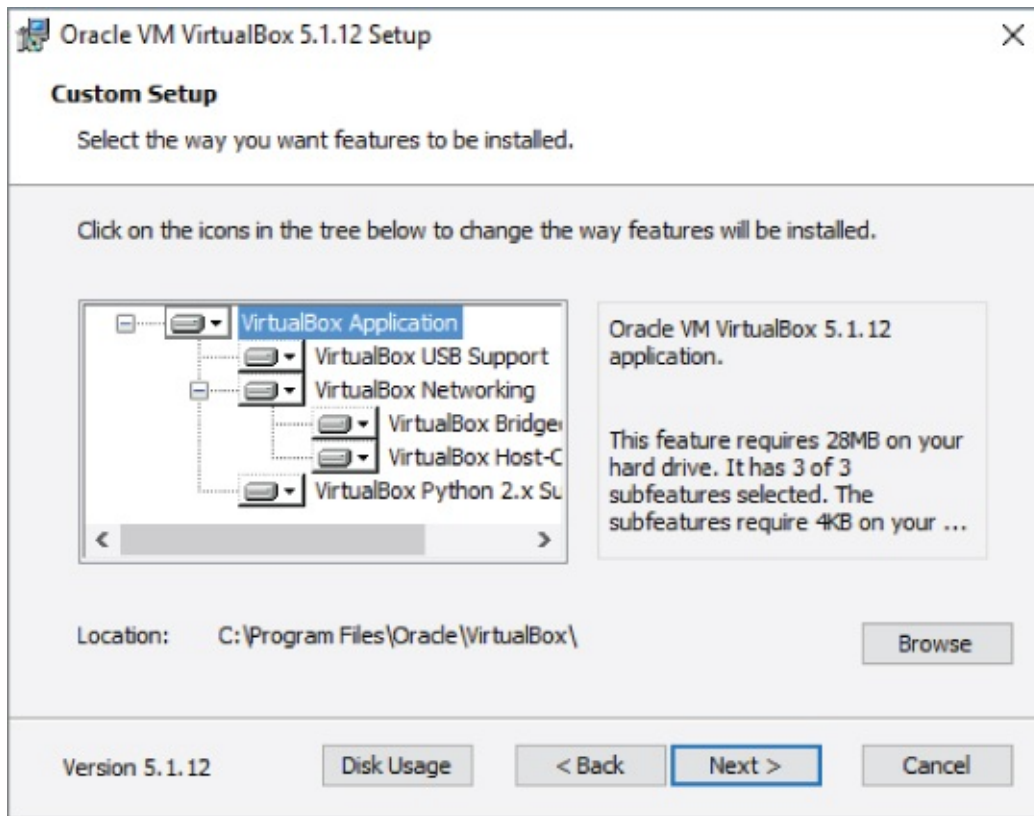 Oracle VM VirtualBox 5.1.12 Setup
Custom Setup
Select the way you want features to be installed.
Click on the icons in the tree below to change the way features will be installed.
VirtualBox Application
VirtualBox USB Support
VirtualBox Networking
VirtualBox Bridge
VirtualBox Host-C
VirtualBox Python 2.x Su
Oracle VM VirtualBox 5.1.12
application.
This feature requires 28MB on your
hard drive. It has 3 of 3
subfeatures selected. The
subfeatures require 4KB on your ...
Location: C:\Program Files\Oracle\VirtualBox\
Browse
Version 5.1.12 Disk Usage < Back Next > Cancel